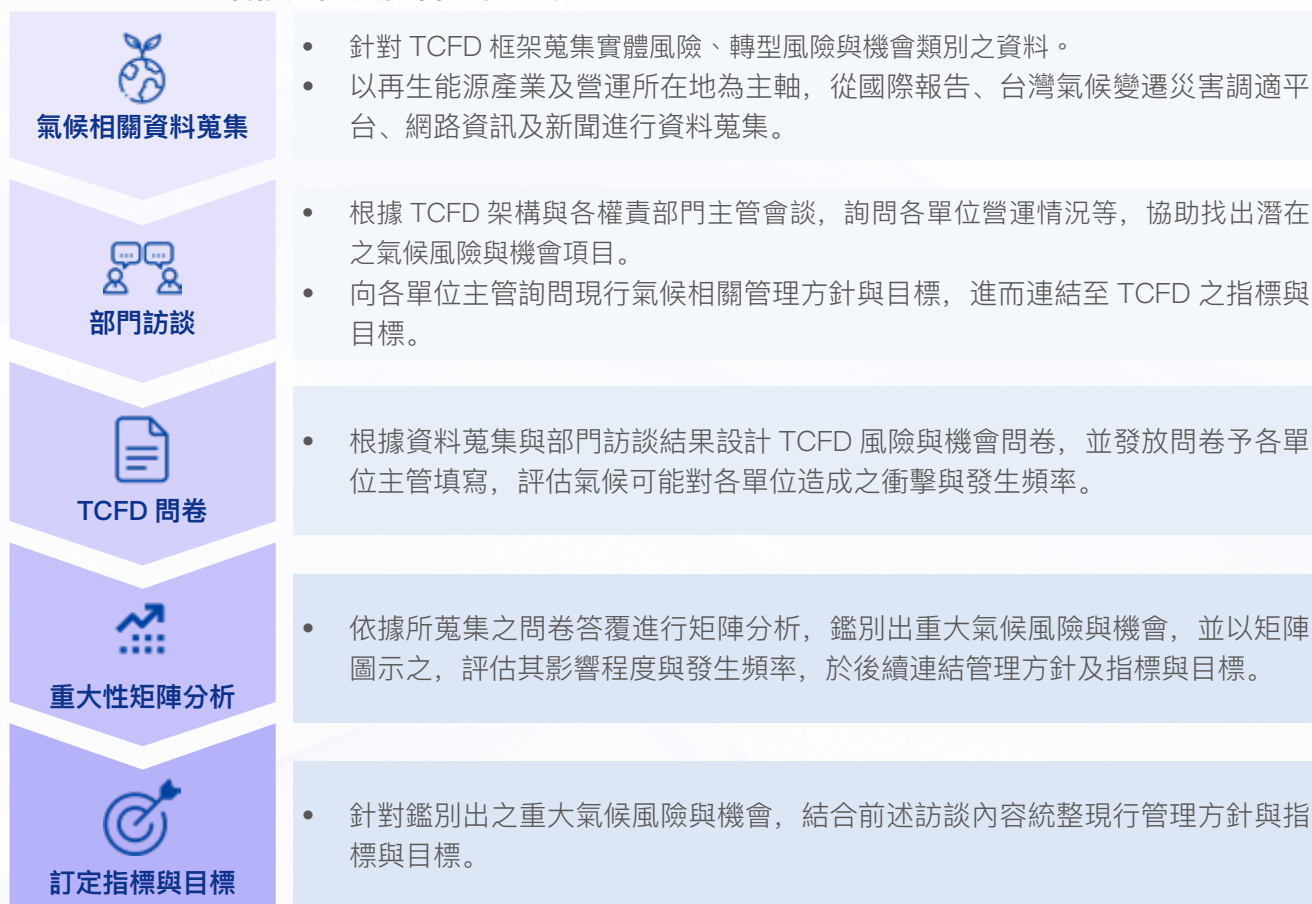 氣候相關資料蒐集
• 針對 TCFD 框架蒐集實體風險、轉型風險與機會類別之資料。
• 以再生能源產業及營運所在地為主軸，從國際報告、台灣氣候變遷災害調適平
台、網路資訊及新聞進行資料蒐集。
部門訪談
• 根據 TCFD 架構與各權責部門主管會談，詢問各單位營運情況等，協助找出潛在
之氣候風險與機會項目。
• 向各單位主管詢問現行氣候相關管理方針與目標，進而連結至 TCFD 之指標與
目標。
TCFD 問卷
• 根據資料蒐集與部門訪談結果設計 TCFD 風險與機會問卷，並發放問卷予各單
位主管填寫，評估氣候可能對各單位造成之衝擊與發生頻率。
重大性矩陣分析
• 依據所蒐集之問卷答覆進行矩陣分析，鑑別出重大氣候風險與機會，並以矩陣
圖示之，評估其影響程度與發生頻率，於後續連結管理方針及指標與目標。
訂定指標與目標
• 針對鑑別出之重大氣候風險與機會，結合前述訪談內容統整現行管理方針與指
標與目標。